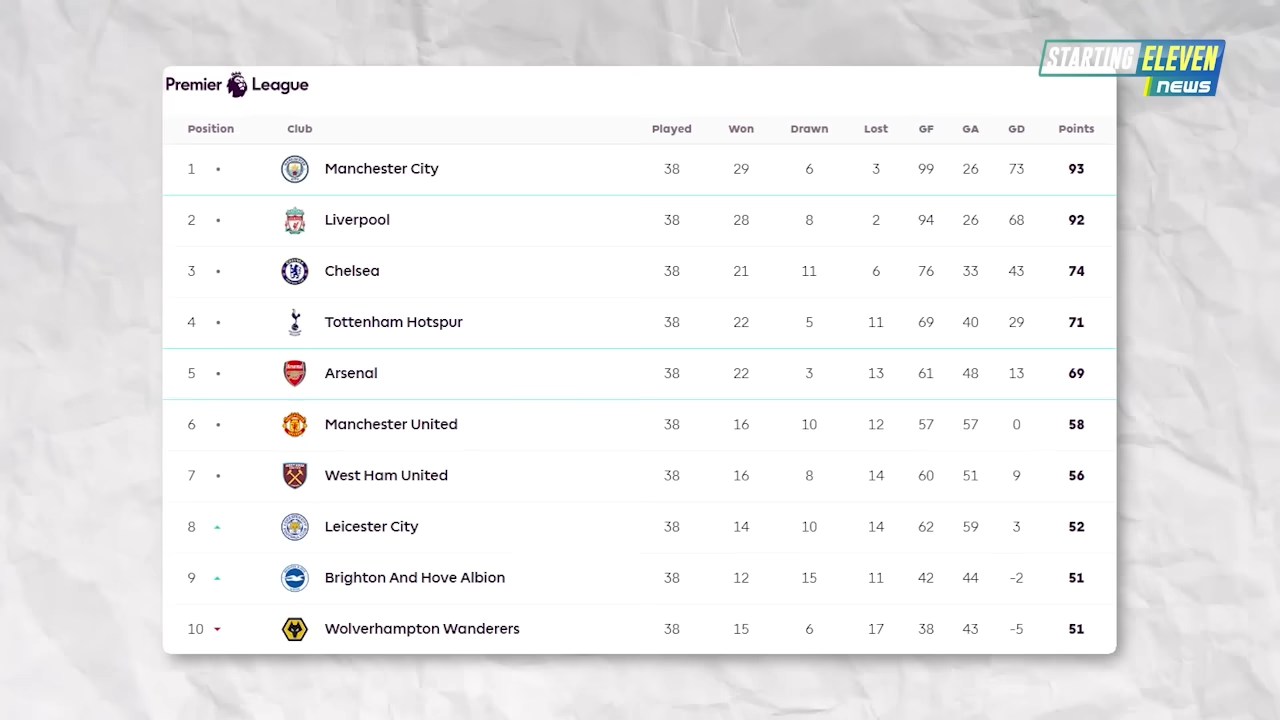 STARTING ELEVEN
NEWS
Premier League
Position Club Played Won Drawn Lost GF GA GD Points
1 Manchester City 38 29 6 3 99 26 73 93
2 Liverpool 38 28 8 2 94 26 68 92
3 Chelsea 38 21 11 6 76 33 43 74
4 Tottenham Hotspur 38 22 5 11 69 40 29 71
5 Arsenal 38 22 3 13 61 48 13 69
6 Manchester United 38 16 10 12 57 57 0 58
7 West Ham United 38 16 8 14 60 51 9 56
8 Leicester City 38 14 10 14 62 59 3 52
9 Brighton And Hove Albion 38 12 15 11 42 44 -2 51
10 Wolverhampton Wanderers 38 15 6 17 38 43 -5 51